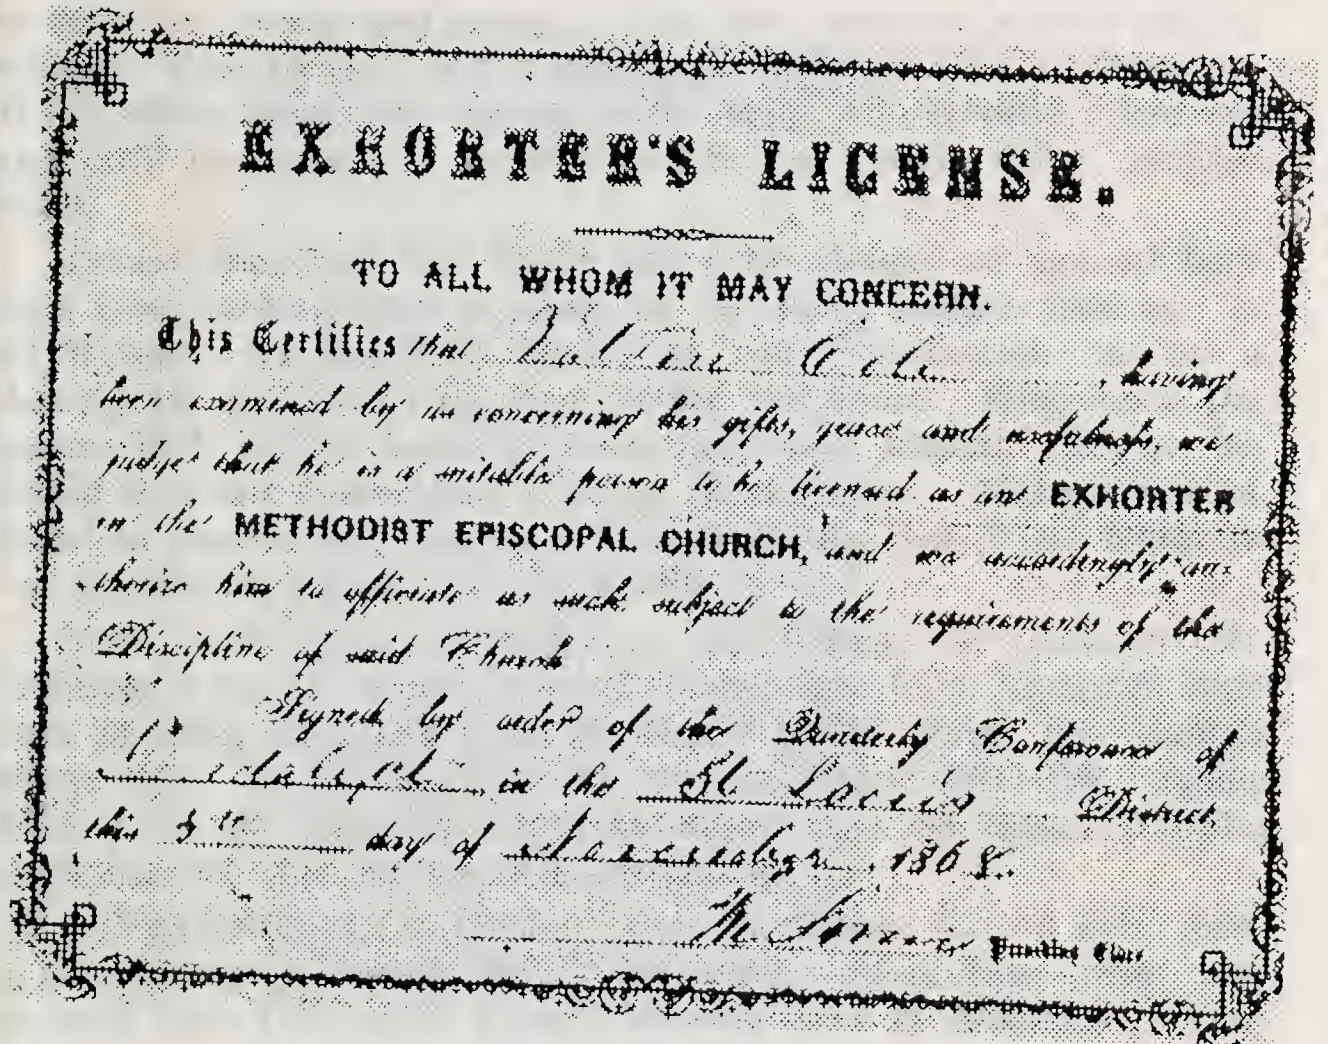 EXHORTER'S LICENSE.
TO ALL WHOM IT MAY CONCERN.
This Certifies that , having
been examined by us concerning his gifts, grace and usefulness, we
judge that he is a suitable person to be licensed as an EXHORTER
in the METHODIST EPISCOPAL CHURCH, and we accordingly au-
thorize him to officiate as such subject to the requirements of the
Discipline of said Church
Signed by order of the Quarterly Conference of
in the St Louis District,
this day of 1868.
Presiding Elder